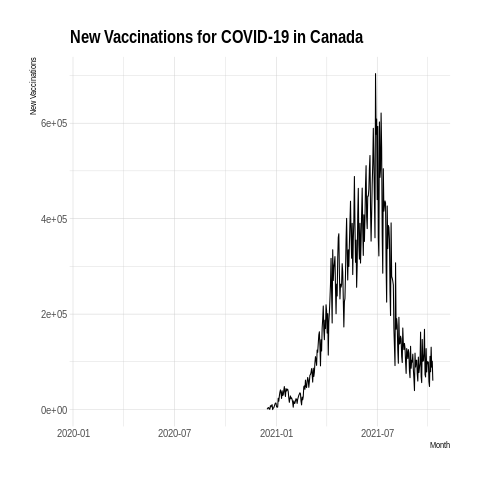 New Vaccinations for COVID-19 in Canada
New Vaccinations
6e+05
4e+05
2e+05
0e+00
2020-01 2020-07 2021-01 2021-07
Month